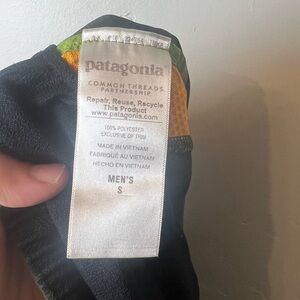 patagonia®
COMMON THREADS
PARTNERSHIP
Repair, Reuse, Recycle
This Product
www.patagonia.com
100% POLYESTER
EXCLUSIVE OF TRIM
MADE IN VIETNAM
FABRIQUÉ AU VIETNAM
HECHO EN VIETNAM
MEN'S
S